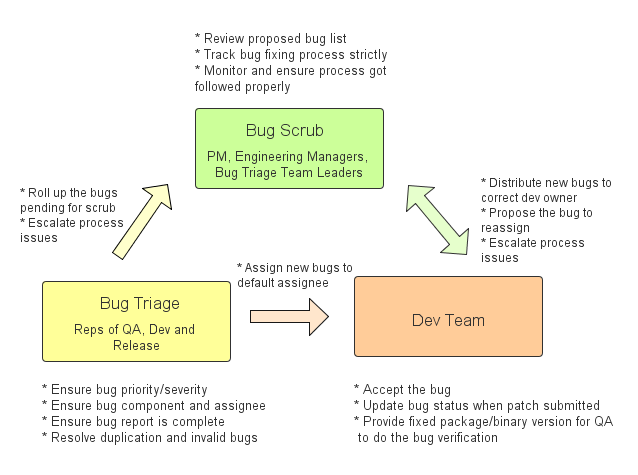 * Review proposed bug list
* Track bug fixing process strictly
* Monitor and ensure process got
followed properly
Bug Scrub
PM, Engineering Managers,
Bug Triage Team Leaders
* Roll up the bugs
pending for scrub
* Escalate process
issues
* Distribute new bugs to
correct dev owner
* Propose the bug to
reassign
* Escalate process
issues
* Assign new bugs to
default assignee
Bug Triage
Reps of QA, Dev and
Release
Dev Team
* Ensure bug priority/severity
* Ensure bug component and assignee
* Ensure bug report is complete
* Resolve duplication and invalid bugs
* Accept the bug
* Update bug status when patch submitted
* Provide fixed package/binary version for QA
to do the bug verification